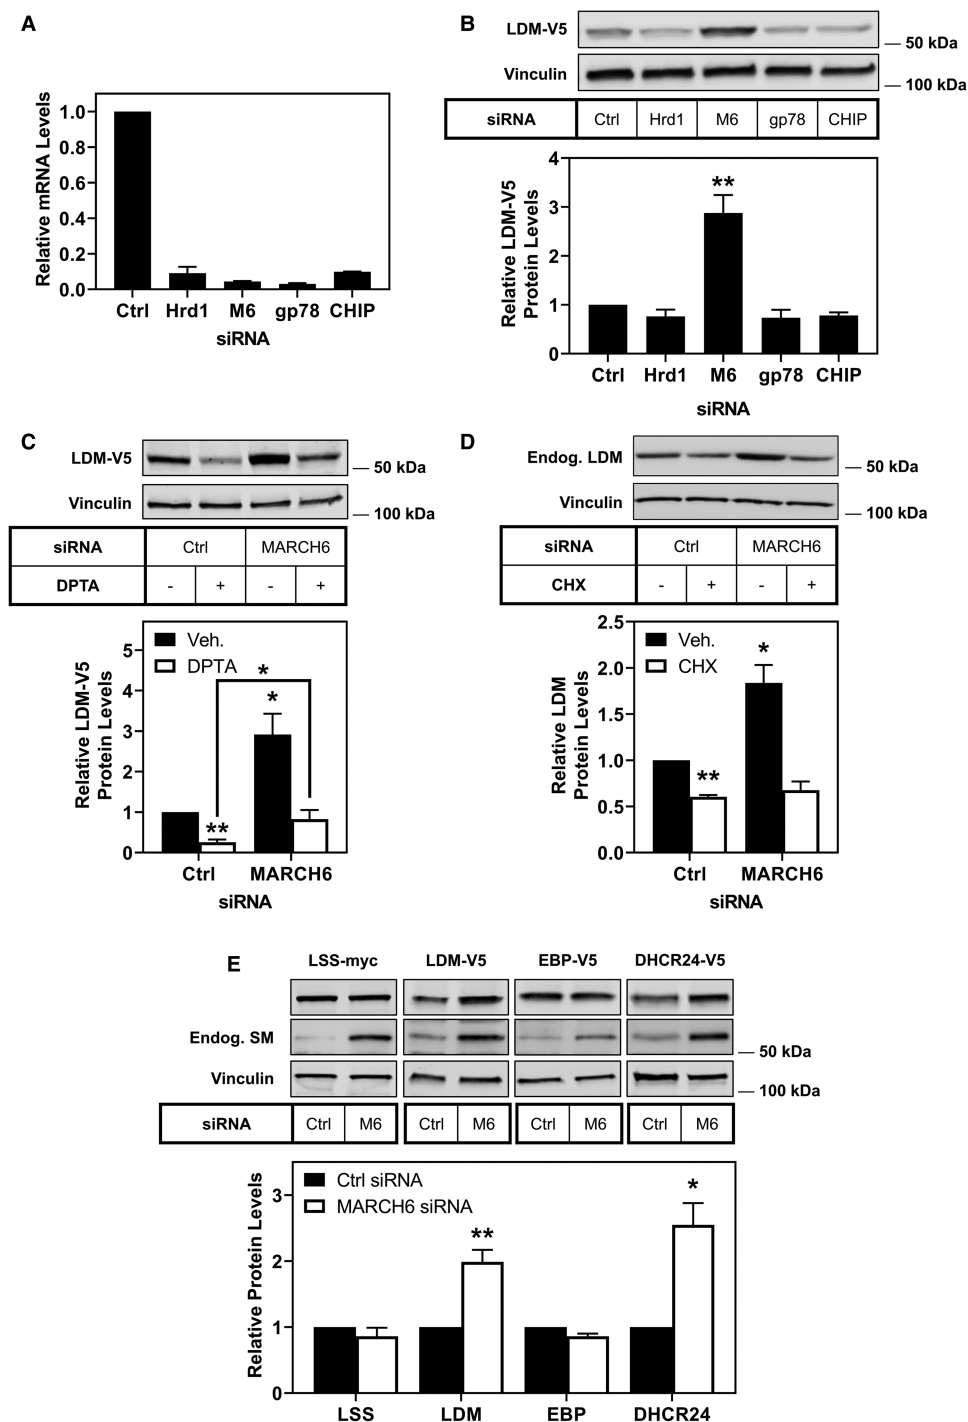 A
Relative mRNA Levels
1.0
0.8
0.6
0.4
0.2
0.0
Ctrl Hrd1 M6 gp78 CHIP
siRNA
B
LDM-V5
50 kDa
Vinculin
100 kDa
siRNA Ctrl Hrd1 M6 gp78 CHIP
Relative LDM-V5
Protein Levels
4
3
2
1
0
**
Ctrl Hrd1 M6 gp78 CHIP
siRNA
C
LDM-V5
50 kDa
Vinculin
100 kDa
siRNA Ctrl MARCH6
DPTA - + - +
Relative LDM-V5
Protein Levels
5
4
3
2
1
0
Veh.
DPTA
*
*
**
Ctrl MARCH6
siRNA
D
Endog. LDM
50 kDa
Vinculin
100 kDa
siRNA Ctrl MARCH6
CHX - + - +
Relative LDM
Protein Levels
2.5
2.0
1.5
1.0
0.5
0.0
Veh.
CHX
*
**
Ctrl MARCH6
siRNA
E
LSS-myc LDM-V5 EBP-V5 DHCR24-V5
Endog. SM
50 kDa
Vinculin
100 kDa
siRNA Ctrl M6 Ctrl M6 Ctrl M6 Ctrl M6
Relative Protein Levels
3
2
1
0
Ctrl siRNA
MARCH6 siRNA
**
*
LSS LDM EBP DHCR24